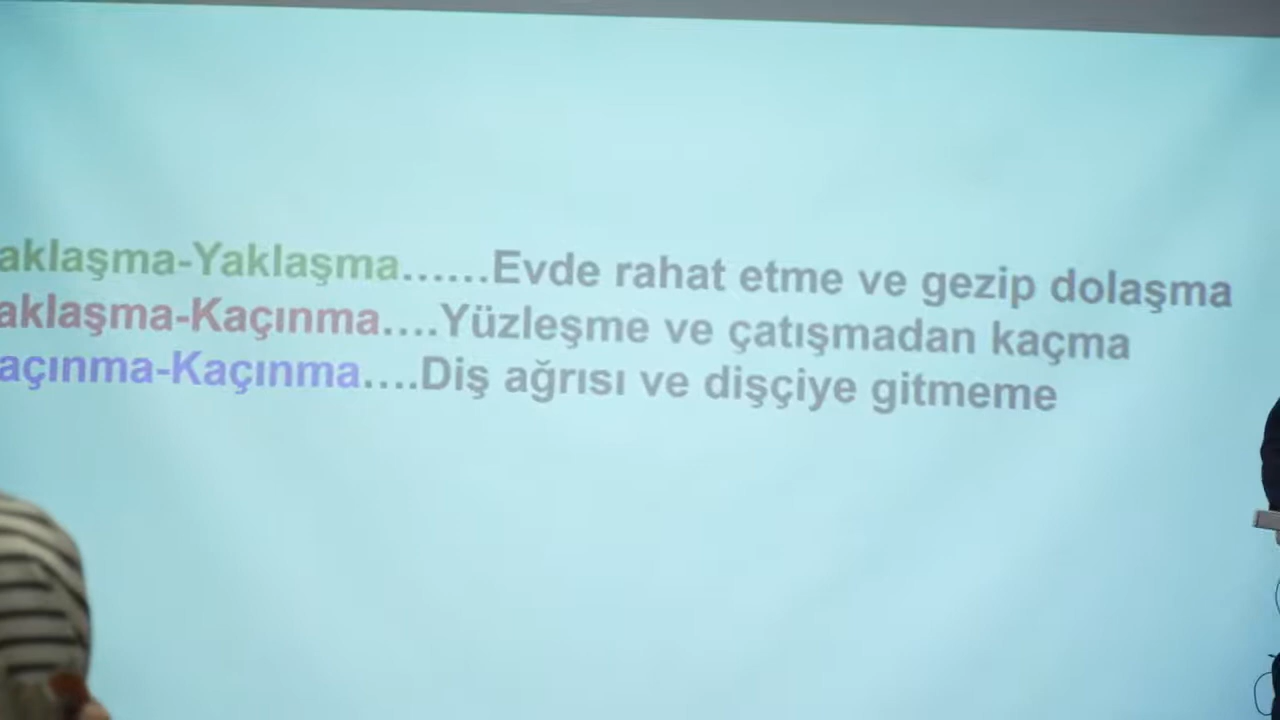 aklaşma-Yaklaşma......Evde rahat etme ve gezip dolaşma
aklaşma-Kaçınma....Yüzleşme ve çatışmadan kaçma
açınma-Kaçınma....Diş ağrısı ve dişçiye gitmeme